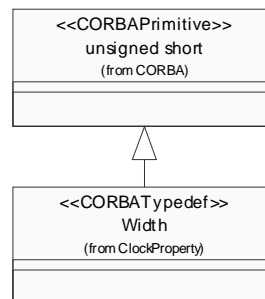 <<CORBAPrimitive>>
unsigned short
(from CORBA)
<<CORBATypedef>>
Width
(from ClockProperty)